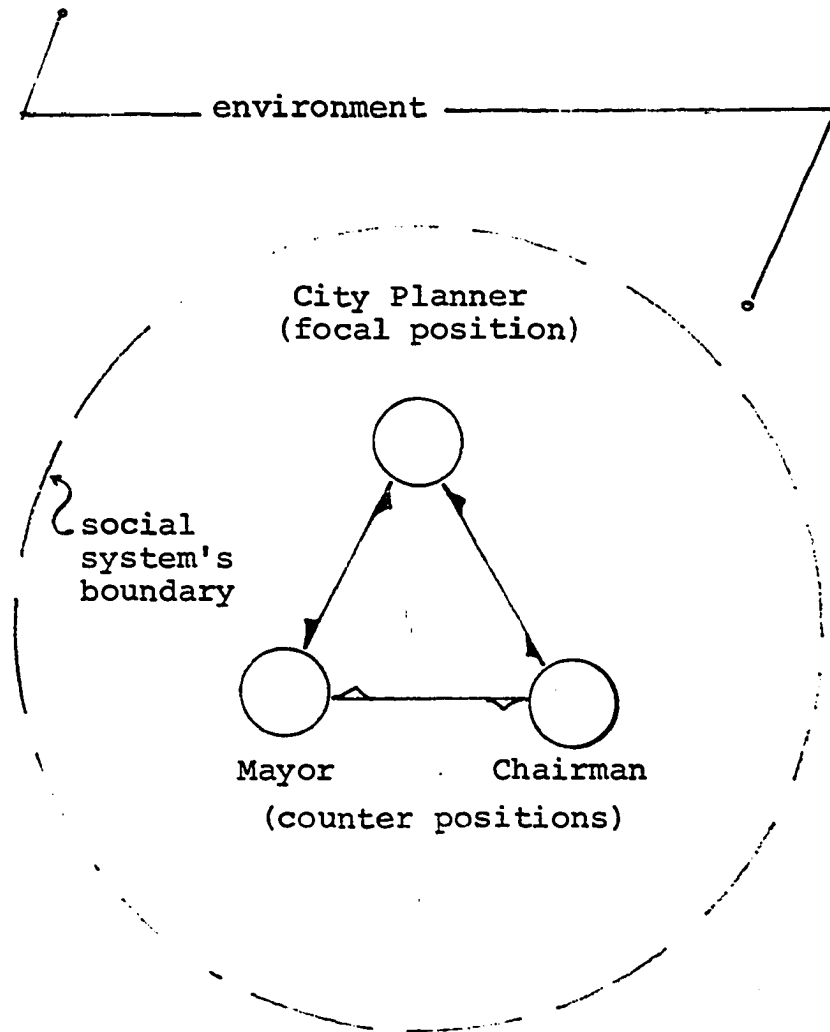 environment
City Planner
(focal position)
social
system's
boundary
Mayor
Chairman
(counter positions)